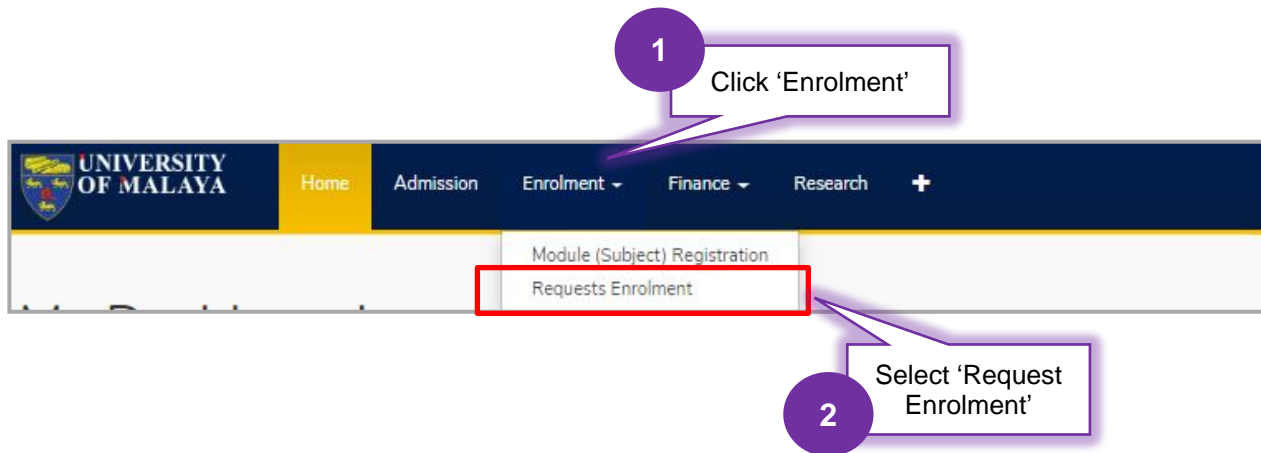 1
Click ‘Enrolment’
UNIVERSITY
OF MALAYA
Home Admission Enrolment Finance Research +
Module (Subject) Registration
Requests Enrolment
Select ‘Request
Enrolment’
2